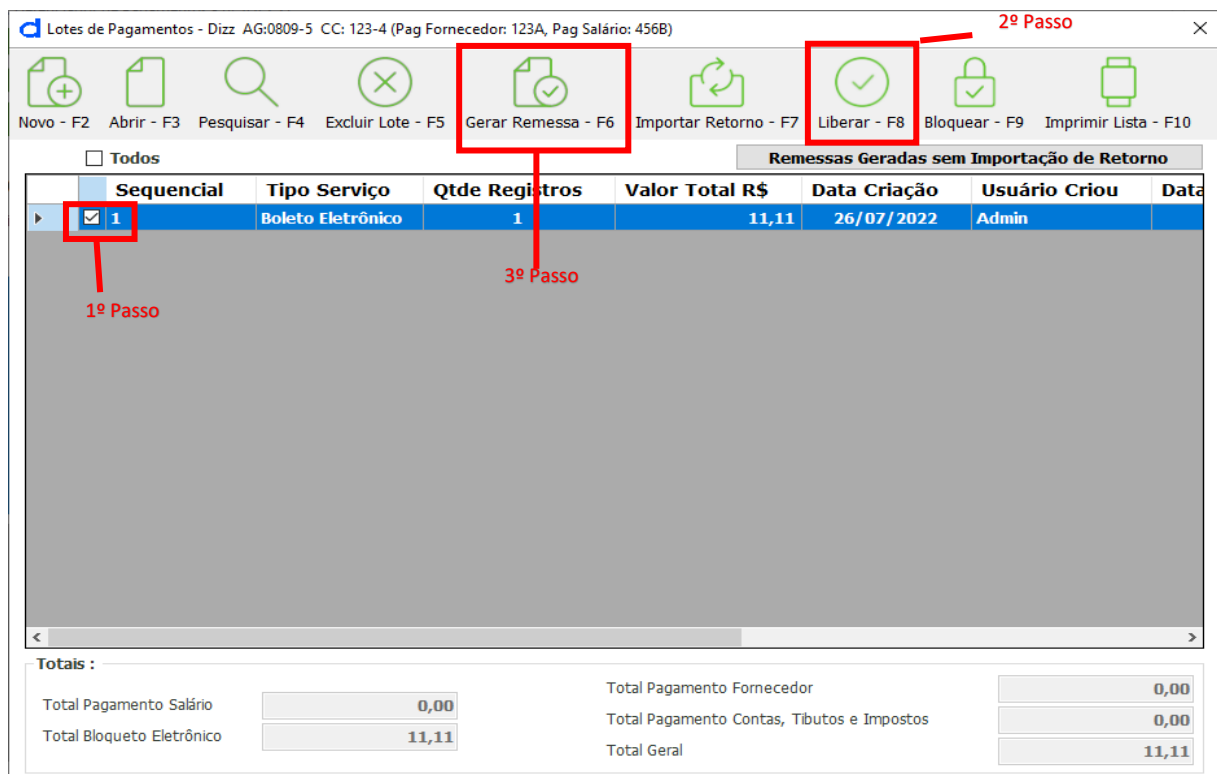 2º Passo
Lotes de Pagamentos - Dizz AG:0809-5 CC: 123-4 (Pag Fornecedor: 123A, Pag Salário: 456B)
Novo - F2 Abrir - F3 Pesquisar - F4 Excluir Lote - F5 Gerar Remessa - F6 Importar Retorno - F7 Liberar - F8 Bloquear - F9 Imprimir Lista - F10
Todos Remessas Geradas sem Importação de Retorno
Sequencial Tipo Serviço Qtde Registros Valor Total R$ Data Criação Usuário Criou Data
1 Boleto Eletrônico 1 11,11 26/07/2022 Admin
3º Passo
1º Passo
Totais :
Total Pagamento Salário 0,00
Total Bloqueto Eletrônico 11,11
Total Pagamento Fornecedor 0,00
Total Pagamento Contas, Tibutos e Impostos 0,00
Total Geral 11,11